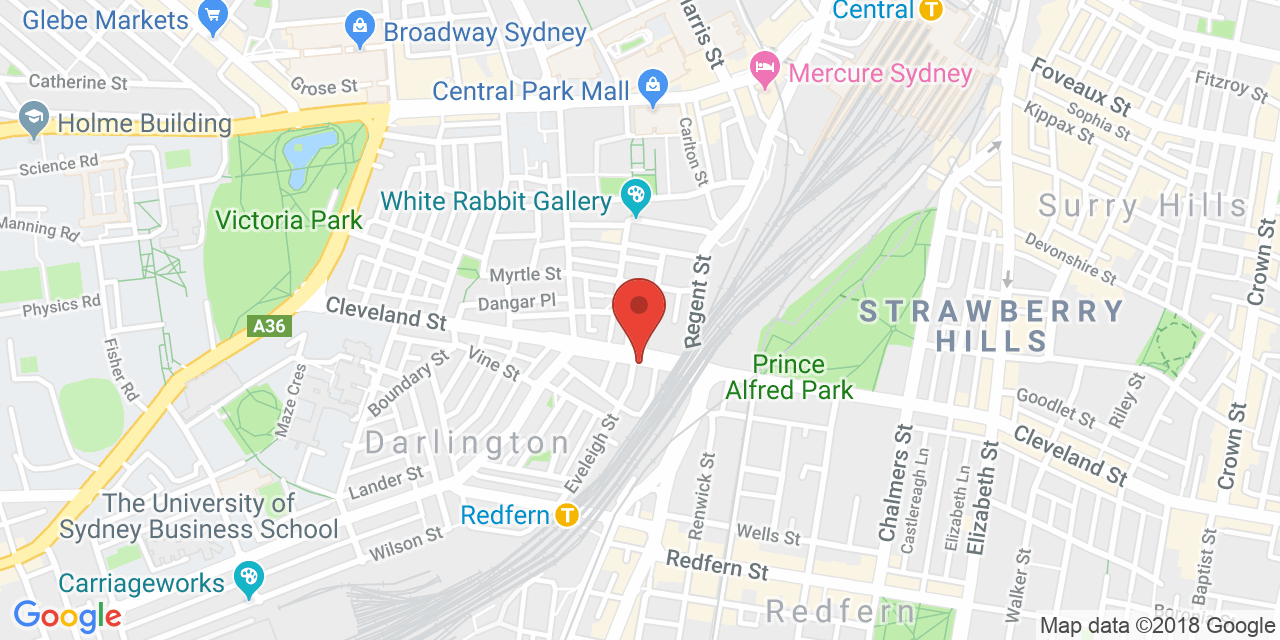 Glebe Markets
Broadway Sydney
Harris St
Central T
Catherine St
Grose St
Central Park Mall
Mercure Sydney
Foveaux St
Fitzroy St
Holme Building
Carlton St
Kippax St
Sophia St
Science Rd
White Rabbit Gallery
Victoria Park
Manning Rd
Surry Hills
Devonshire St
Crown St
Physics Rd
Myrtle St
Dangar Pl
Regent St
Cleveland St
A36
STRAWBERRY
HILLS
Fisher Rd
Maze Cres
Boundary St
Vine St
Prince
Alfred Park
Goodlet St
Riley St
Darlington
Eveleigh St
Cleveland St
Crown St
Lander St
Renwick St
Chalmers St
Castlereagh Ln
Elizabeth Ln
Elizabeth St
The University of
Sydney Business School
Redfern T
Wilson St
Wells St
Redfern St
Walker St
Baptist St
Carriageworks
Redfern
Google
Map data ©2018 Google